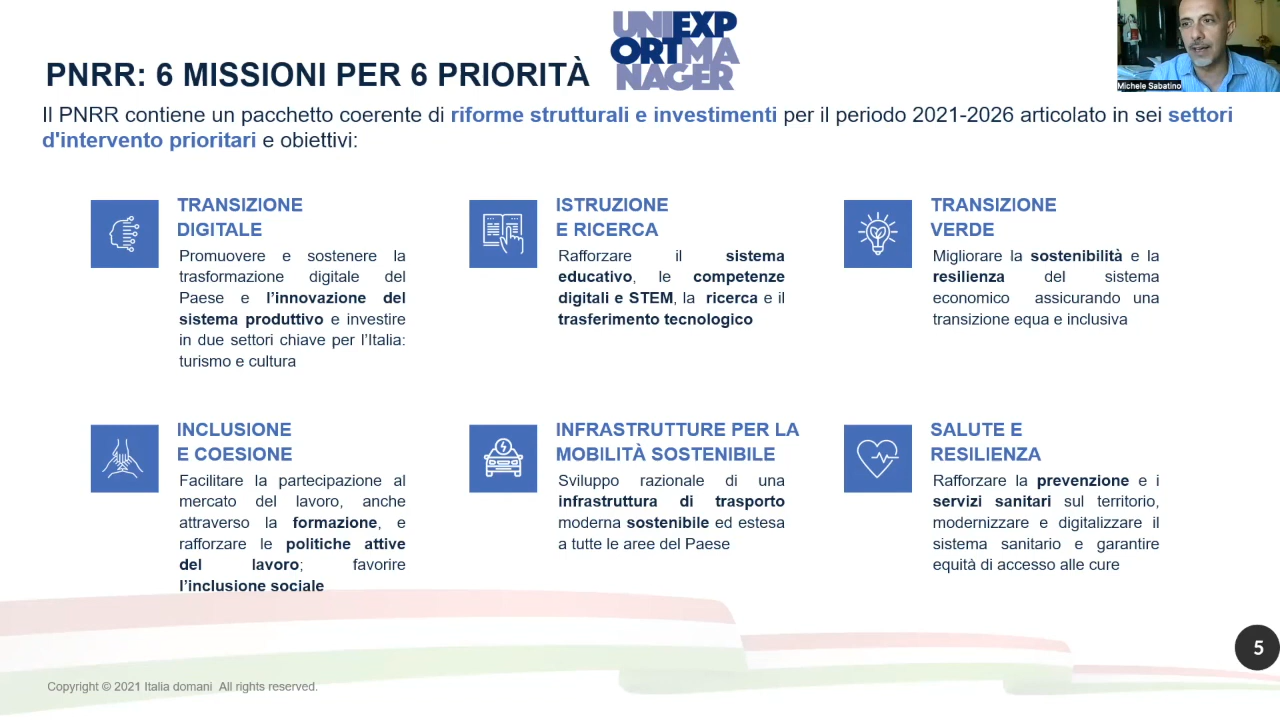 UNIEXP
ORTMA
NAGER
Michele Sabatino
PNRR: 6 MISSIONI PER 6 PRIORITÀ
Il PNRR contiene un pacchetto coerente di riforme strutturali e investimenti per il periodo 2021-2026 articolato in sei settori
d'intervento prioritari e obiettivi:
TRANSIZIONE
DIGITALE
Promuovere e sostenere la
trasformazione digitale del
Paese e l'innovazione del
sistema produttivo e investire
in due settori chiave per l'Italia:
turismo e cultura
ISTRUZIONE
E RICERCA
Rafforzare il sistema
educativo, le competenze
digitali e STEM, la ricerca e il
trasferimento tecnologico
TRANSIZIONE
VERDE
Migliorare la sostenibilità e la
resilienza del sistema
economico assicurando una
transizione equa e inclusiva
INCLUSIONE
E COESIONE
Facilitare la partecipazione al
mercato del lavoro, anche
attraverso la formazione, e
rafforzare le politiche attive
del lavoro; favorire
l'inclusione sociale
INFRASTRUTTURE PER LA
MOBILITÀ SOSTENIBILE
Sviluppo razionale di una
infrastruttura di trasporto
moderna sostenibile ed estesa
a tutte le aree del Paese
SALUTE E
RESILIENZA
Rafforzare la prevenzione e i
servizi sanitari sul territorio,
modernizzare e digitalizzare il
sistema sanitario e garantire
equità di accesso alle cure
5
Copyright © 2021 Italia domani All rights reserved.